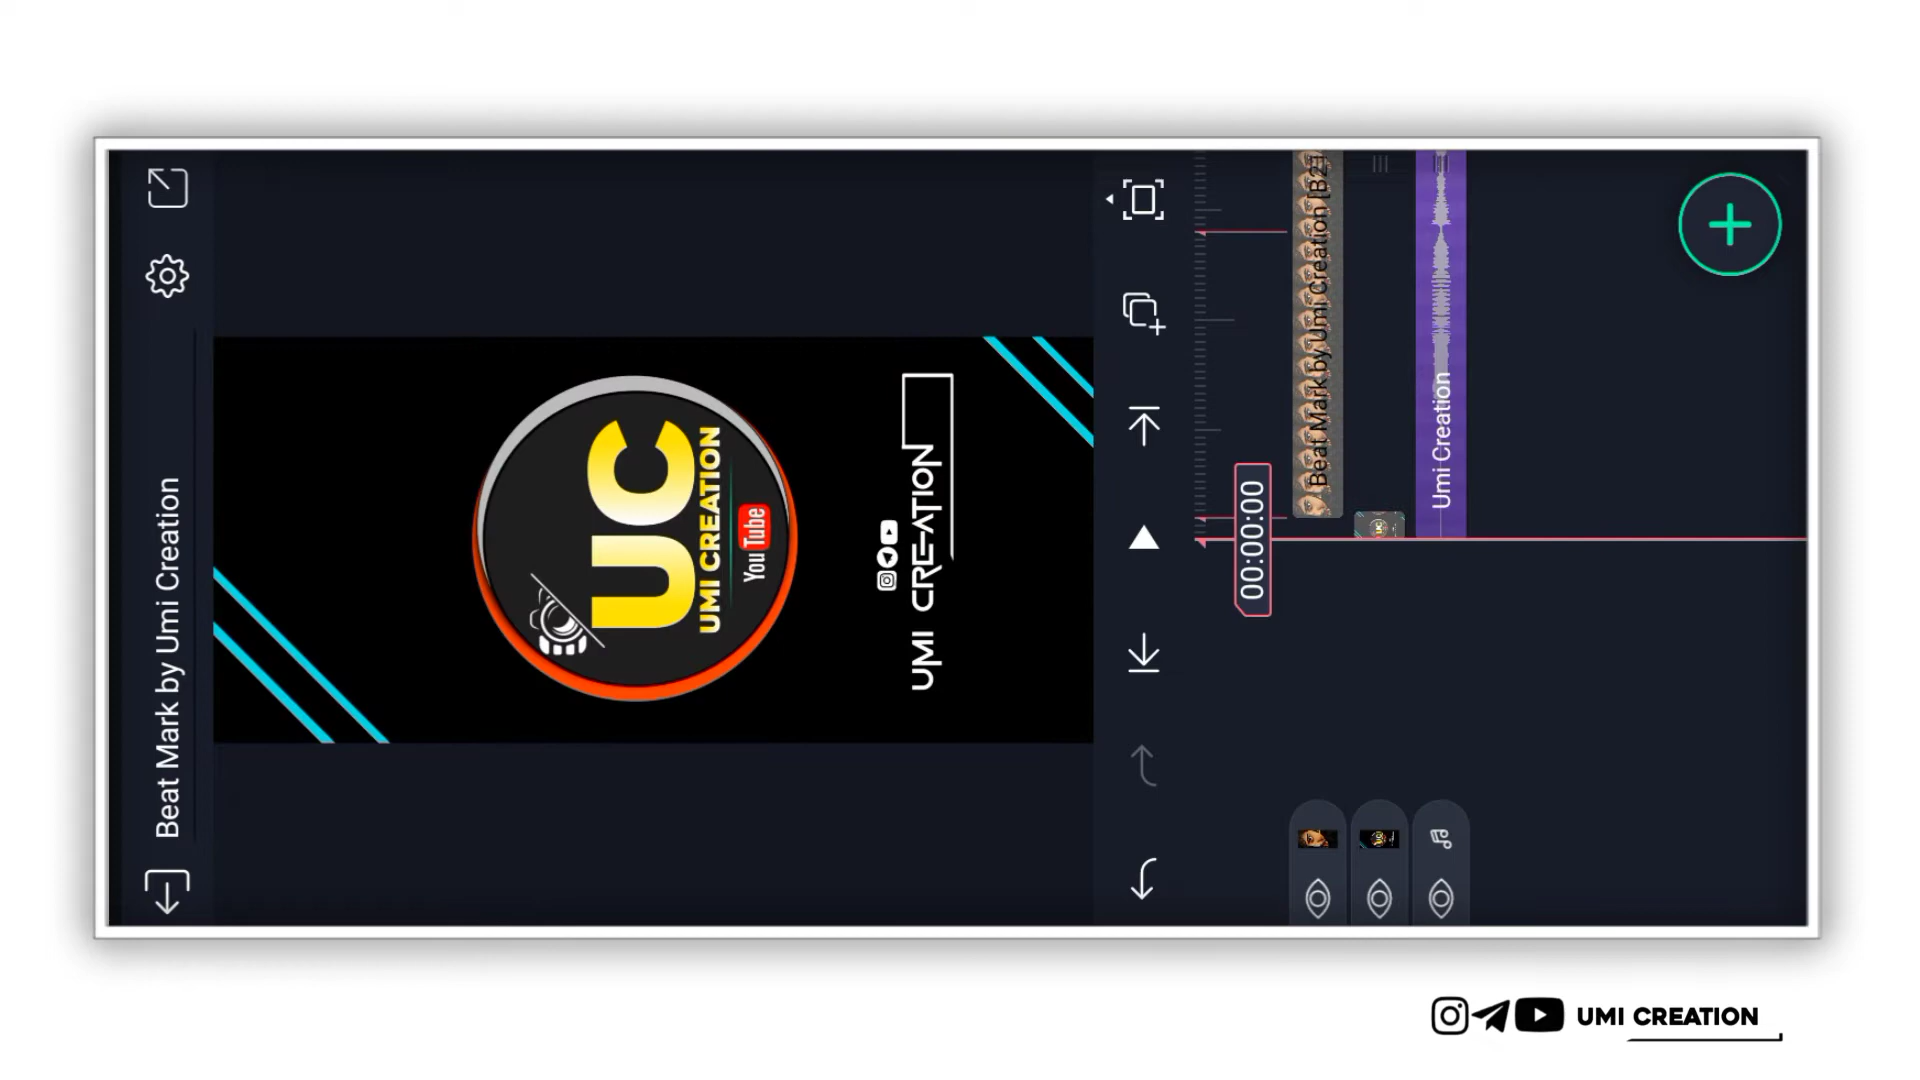 Beat Mark by Umi Creation
UC
UMI CREATION
YouTube
UMI CREATION
00:00:00
Beat Mark by Umi Creation [B2]
Umi Creation
UMI CREATION